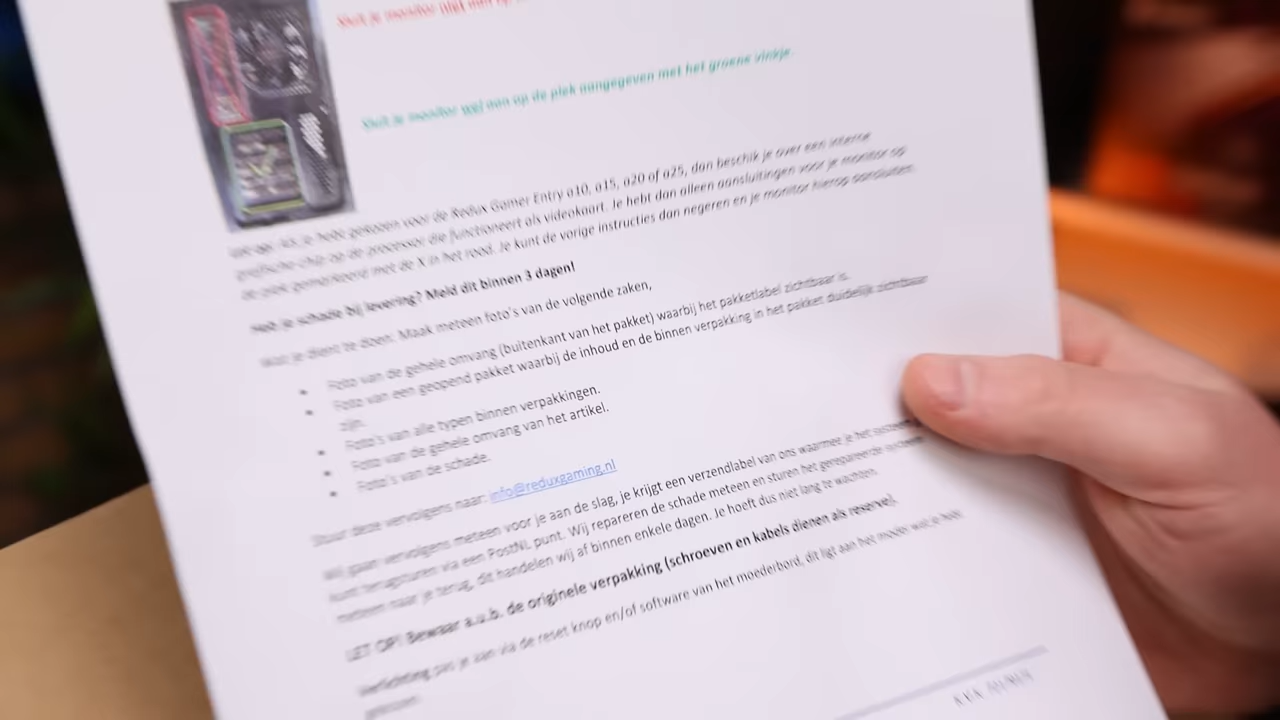 Sluit je monitor niet aan op
Sluit je monitor wel aan op de plek aangegeven met het groene vinkje.
Let op: Als je hebt gekozen voor de Redux Gamer Entry a10, a15, a20 of a25, dan beschik je over een interne
grafische chip op de processor die functioneert als videokaart. Je hebt dan alleen aansluitingen voor je monitor op
de plek gemarkeerd met de X in het rood. Je kunt de vorige instructies dan negeren en je monitor hierop aansluiten.
Heb je schade bij levering? Meld dit binnen 3 dagen!
Wat je dient te doen. Maak meteen foto's van de volgende zaken,
• Foto van de gehele omvang (buitenkant van het pakket) waarbij het pakketlabel zichtbaar is.
• Foto van een geopend pakket waarbij de inhoud en de binnen verpakking in het pakket duidelijk zichtbaar
zijn.
• Foto's van alle typen binnen verpakkingen.
• Foto van de gehele omvang van het artikel.
• Foto's van de schade.
Stuur deze vervolgens naar: info@reduxgaming.nl
Wij gaan vervolgens meteen voor je aan de slag, je krijgt een verzendlabel van ons waarmee je het systeem
kunt terugsturen via een PostNL punt. Wij repareren de schade meteen en sturen het gerepareerde systeem
meteen naar je terug, dit handelen wij af binnen enkele dagen. Je hoeft dus niet lang te wachten.
LET OP! Bewaar a.u.b. de originele verpakking (schroeven en kabels dienen als reserve).
Verlichting pas je aan via de reset knop en/of software van het moederbord, dit ligt aan het model wat je hebt
gekozen.